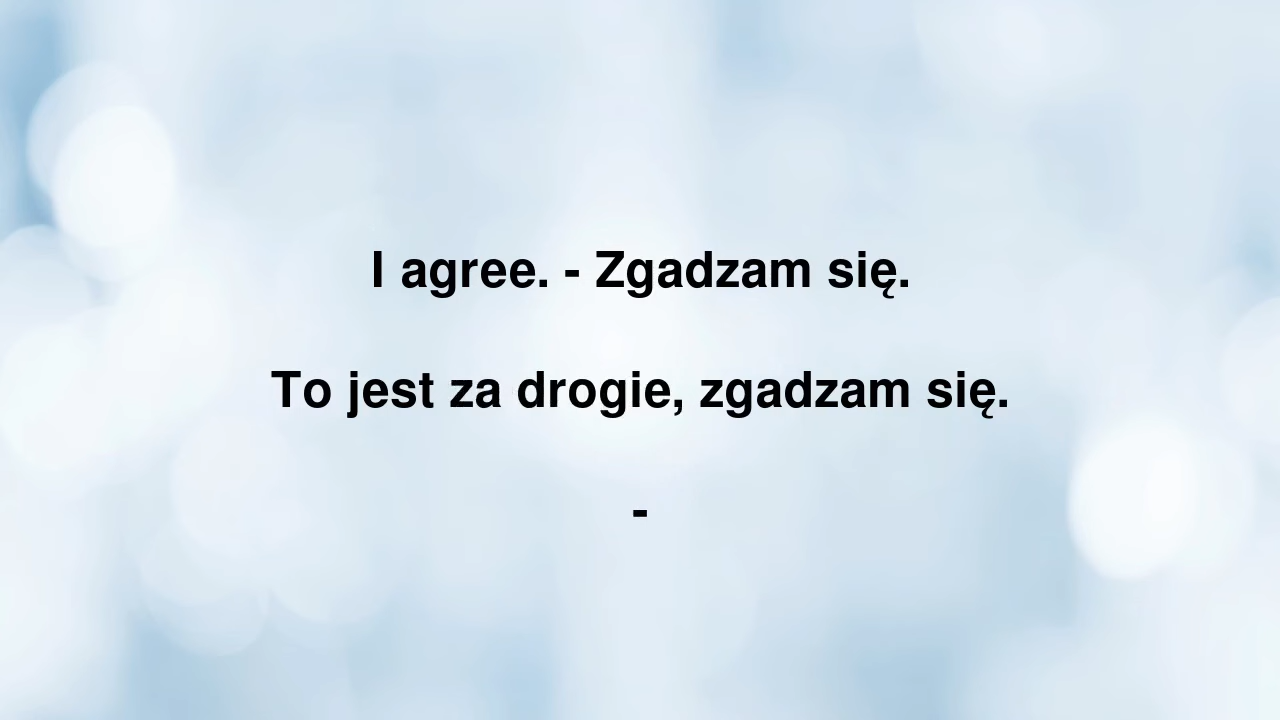 I agree. - Zgadzam się.
To jest za drogie, zgadzam się.
-